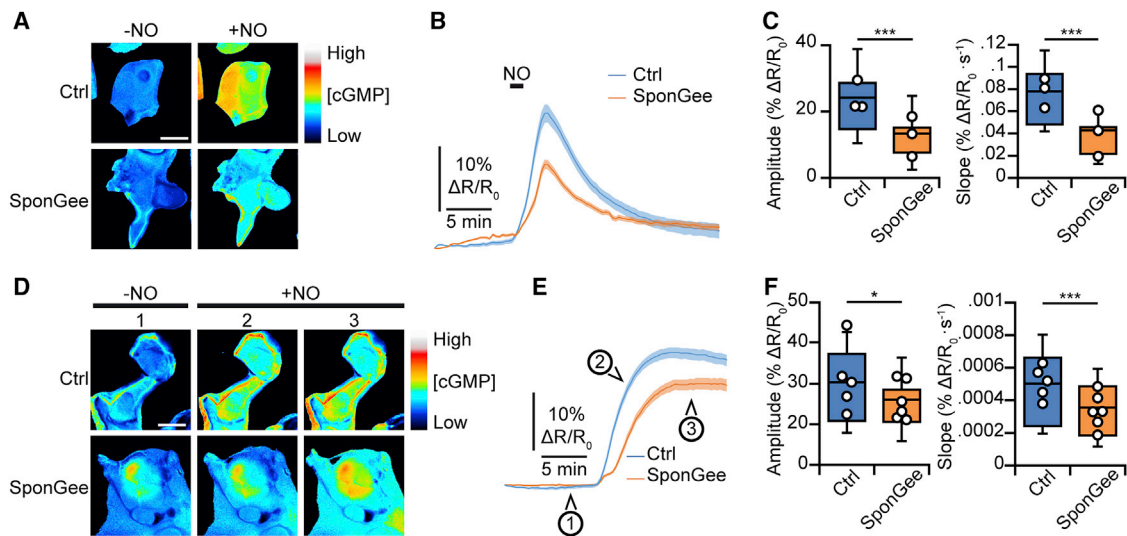 A
-NO
+NO
Ctrl
SponGee
High
[cGMP]
Low
B
NO
Ctrl
SponGee
10%
ΔR/R0
5 min
C
Amplitude (% ΔR/R0)
40
20
0
***
Ctrl
SponGee
Slope (% ΔR/R0·s-1)
.12
.1
.08
.06
.04
.02
0
***
Ctrl
SponGee
D
-NO
+NO
1
2
3
Ctrl
SponGee
High
[cGMP]
Low
E
2
3
1
10%
ΔR/R0
5 min
Ctrl
SponGee
F
Amplitude (% ΔR/R0)
50
40
30
20
10
0
*
Ctrl
SponGee
Slope (% ΔR/R0·s-1)
.001
.0008
.0006
.0004
.0002
0
***
Ctrl
SponGee